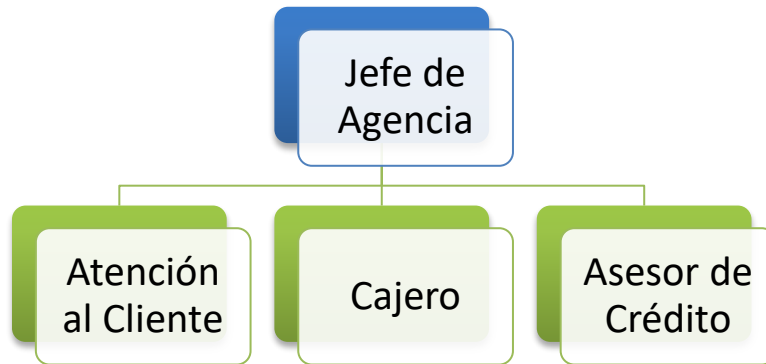 Jefe de
Agencia
Atención
al Cliente
Cajero
Asesor de
Crédito